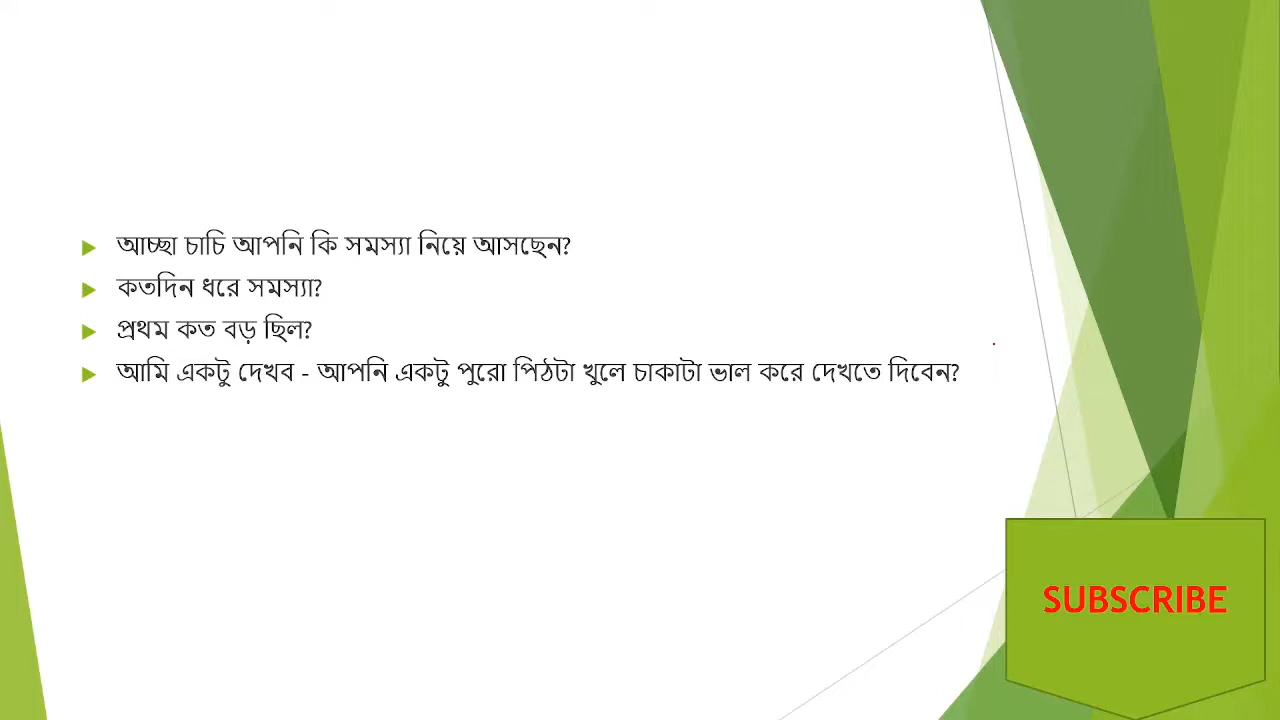 আচ্ছা চাচি আপনি কি সমস্যা নিয়ে আসছেন?
কতদিন ধরে সমস্যা?
প্রথম কত বড় ছিল?
আমি একটু দেখব - আপনি একটু পুরো পিঠটা খুলে চাকাটা ভাল করে দেখতে দিবেন?
SUBSCRIBE